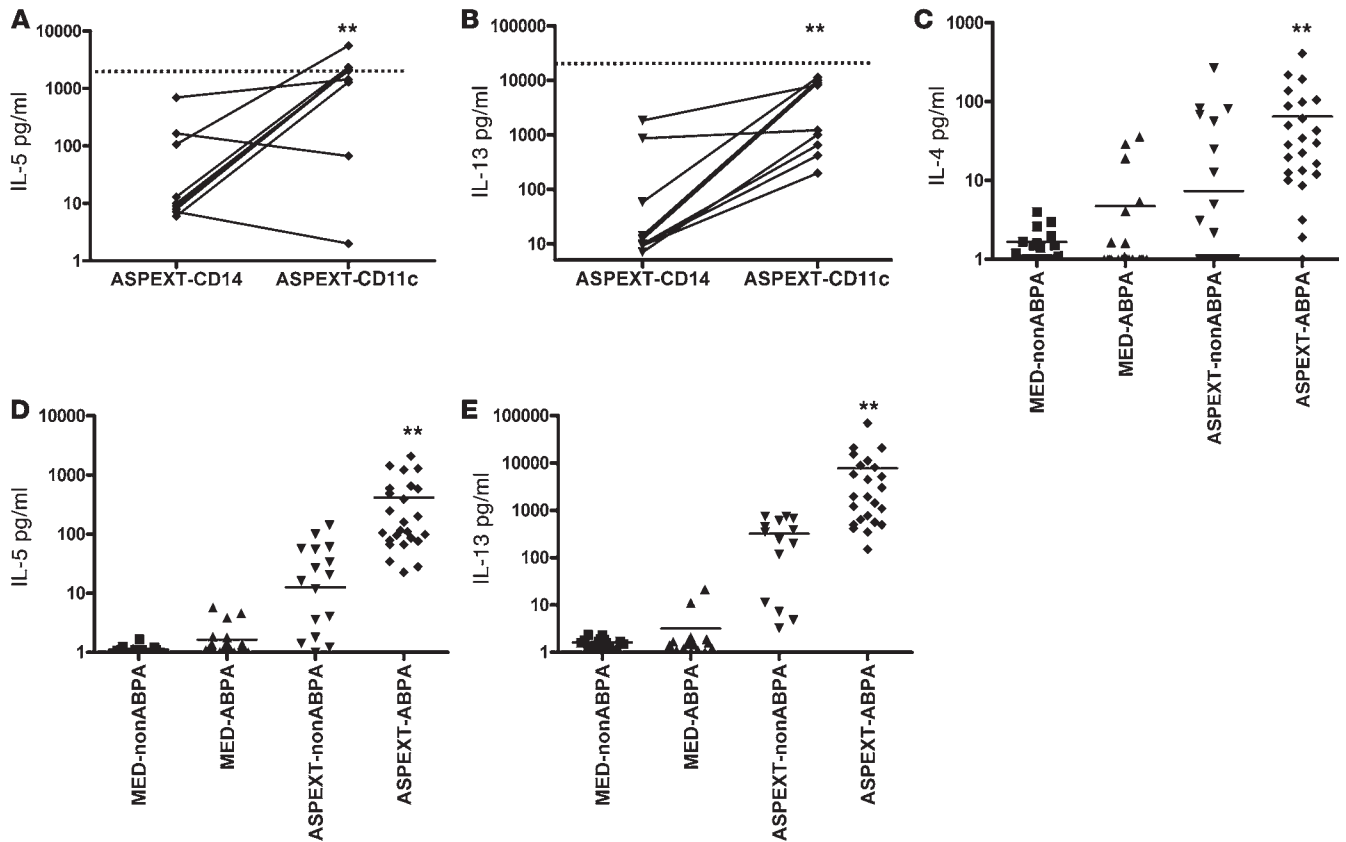 A
**
IL-5 pg/ml
10000
1000
100
10
1
ASPEXT-CD14
ASPEXT-CD11c
B
**
IL-13 pg/ml
100000
10000
1000
100
10
ASPEXT-CD14
ASPEXT-CD11c
C
**
IL-4 pg/ml
1000
100
10
1
MED-nonABPA
MED-ABPA
ASPEXT-nonABPA
ASPEXT-ABPA
D
**
IL-5 pg/ml
10000
1000
100
10
1
MED-nonABPA
MED-ABPA
ASPEXT-nonABPA
ASPEXT-ABPA
E
**
IL-13 pg/ml
100000
10000
1000
100
10
1
MED-nonABPA
MED-ABPA
ASPEXT-nonABPA
ASPEXT-ABPA